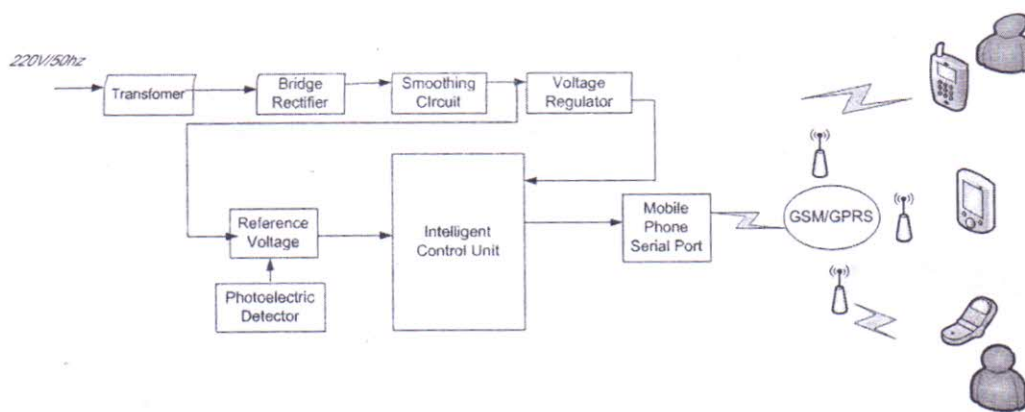 220V/50hz
Transfomer
Bridge
Rectifier
Smoothing
CIrcuit
Voltage
Regulator
Reference
Voltage
Photoelectric
Detector
Intelligent
Control Unit
Mobile
Phone
Serial Port
GSM/GPRS